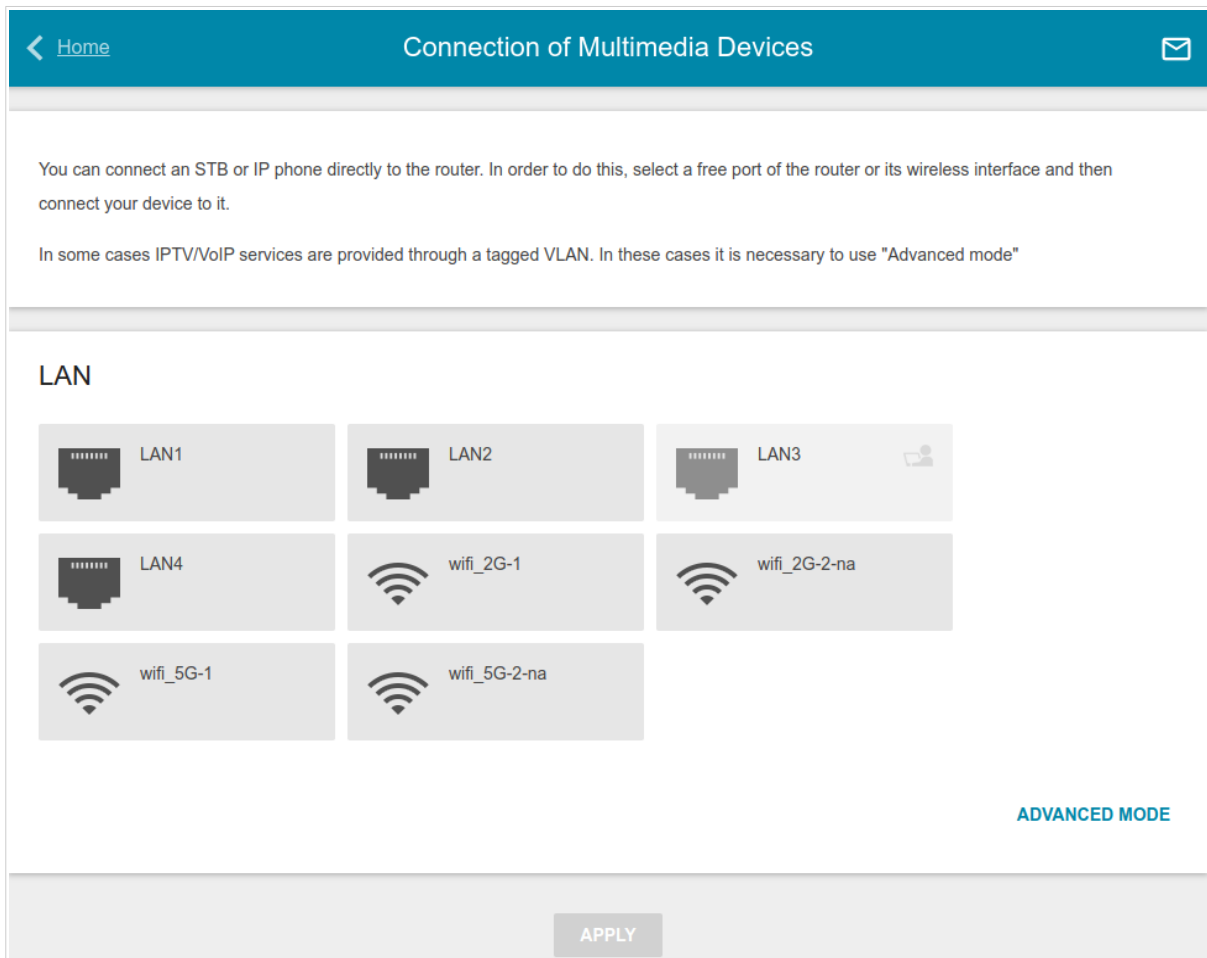 Home
Connection of Multimedia Devices
You can connect an STB or IP phone directly to the router. In order to do this, select a free port of the router or its wireless interface and then
connect your device to it.
In some cases IPTV/VoIP services are provided through a tagged VLAN. In these cases it is necessary to use "Advanced mode"
LAN
LAN1
LAN2
LAN3
LAN4
wifi_2G-1
wifi_2G-2-na
wifi_5G-1
wifi_5G-2-na
ADVANCED MODE
APPLY